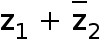 z₁ + z̅₂